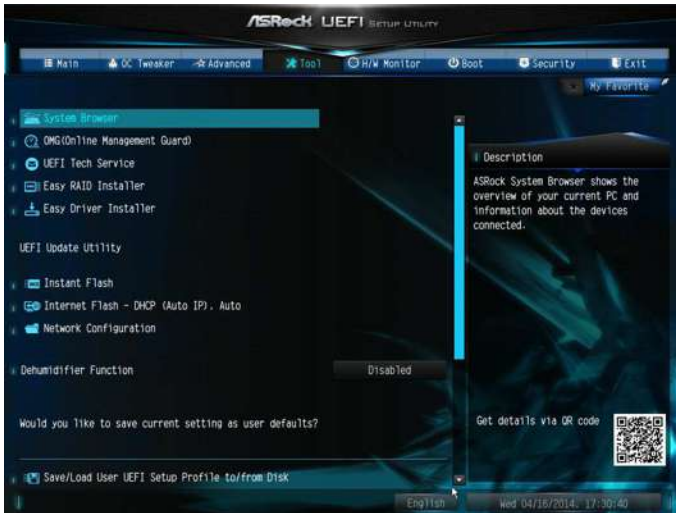 ASRock UEFI SETUP UTILITY
Main OC Tweaker Advanced Tool H/W Monitor Boot Security Exit
My Favorite
System Browser
OMG(Online Management Guard)
UEFI Tech Service
Easy RAID Installer
Easy Driver Installer
UEFI Update Utility
Instant Flash
Internet Flash - DHCP (Auto IP), Auto
Network Configuration
Dehumidifier Function Disabled
Would you like to save current setting as user defaults?
Save/Load User UEFI Setup Profile to/from Disk
Description
ASRock System Browser shows the
overview of your current PC and
information about the devices
connected.
Get details via QR code
English
Wed 04/16/2014. 17:30:40